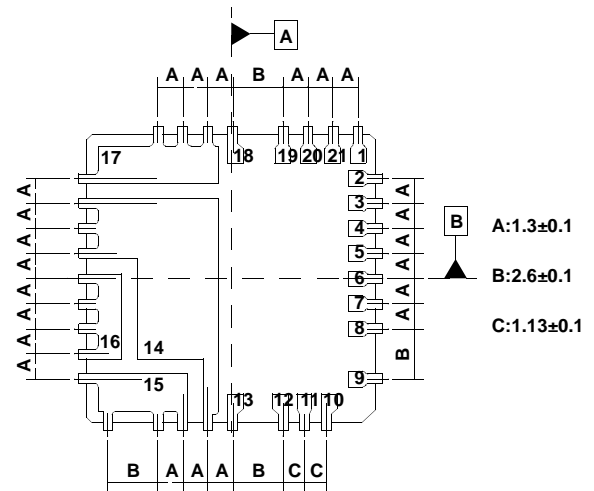 A
A A A B A A A
17 18 19 20 21 1
2
3
4
5
6
7
8
9
A A A A A A A A
A A A A A A B
B
A:1.3±0.1
B:2.6±0.1
C:1.13±0.1
16 14
15
13 12 11 10
B A A A B C C